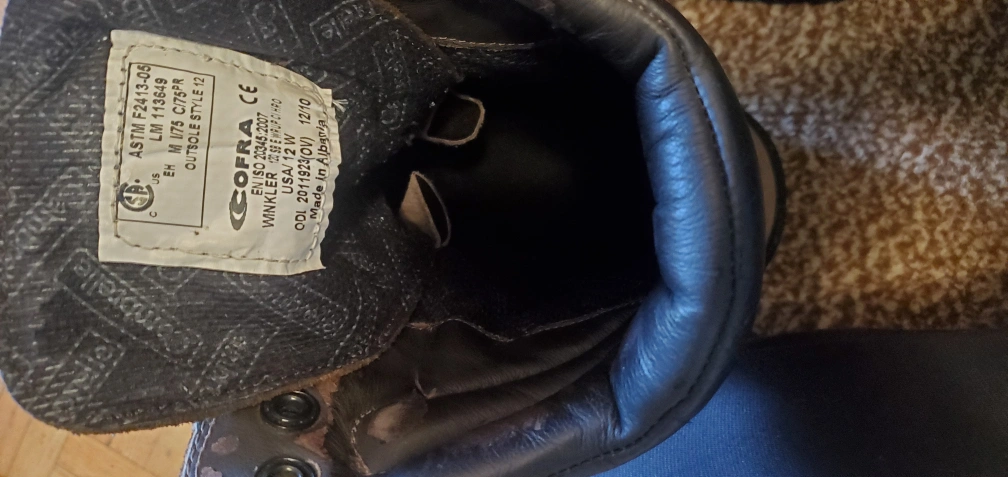 ASTM F2413-05
LM 113649
EH M I/75 C/75PR
OUTSOLE STYLE 12
C US
COFRA CE
EN ISO 20345:2007
WINKLER
USA/ 12 W
ODL 2011923(OV) 12/10
Made in Albania